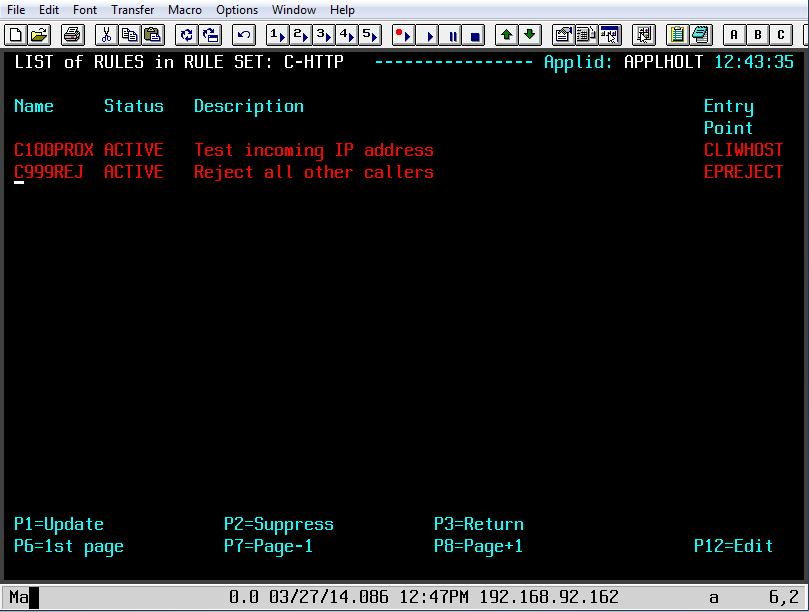 File Edit Font Transfer Macro Options Window Help
1 2 3 4 5 A B C
LIST of RULES in RULE SET: C-HTTP ---------------- Applid: APPLHOLT 12:43:35
Name Status Description Entry
Point
C100PROX ACTIVE Test incoming IP address CLIWHOST
C999REJ ACTIVE Reject all other callers EPREJECT
P1=Update P2=Suppress P3=Return
P6=1st page P7=Page-1 P8=Page+1 P12=Edit
Ma 0.0 03/27/14.086 12:47PM 192.168.92.162 a 6,2